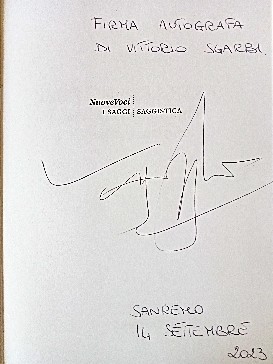 FIRMA AUTOGRAFA
DI VITTORIO SGARBI
NuoveVoci
I SAGGI SAGGISTICA
SANREMO
14 SETTEMBRE
2023